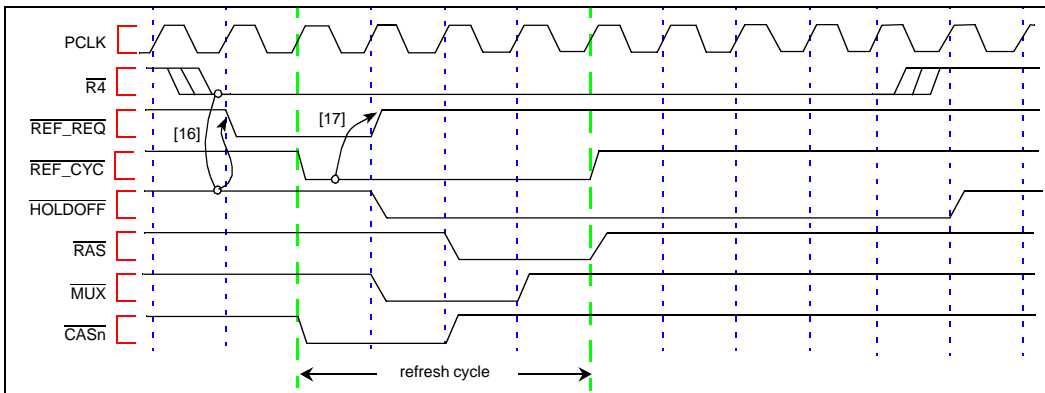 PCLK
R4
REF_REQ
[16]
[17]
REF_CYC
HOLDOFF
RAS
MUX
CASn
refresh cycle